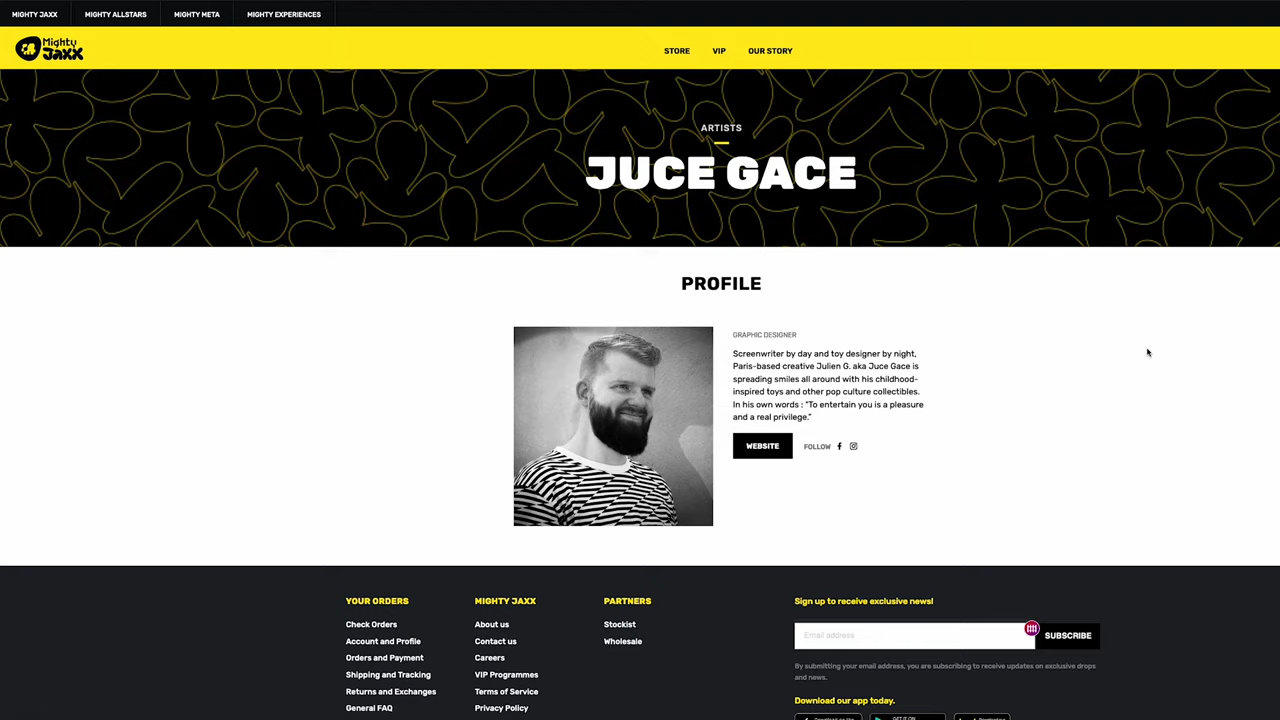 MIGHTY JAXX MIGHTY ALLSTARS MIGHTY META MIGHTY EXPERIENCES
Mighty
JAXX
STORE VIP OUR STORY
ARTISTS
JUCE GACE
PROFILE
GRAPHIC DESIGNER
Screenwriter by day and toy designer by night,
Paris-based creative Julien G. aka Juce Gace is
spreading smiles all around with his childhood-
inspired toys and other pop culture collectibles.
In his own words : "To entertain you is a pleasure
and a real privilege."
WEBSITE FOLLOW
YOUR ORDERS
Check Orders
Account and Profile
Orders and Payment
Shipping and Tracking
Returns and Exchanges
General FAQ
MIGHTY JAXX
About us
Contact us
Careers
VIP Programmes
Terms of Service
Privacy Policy
PARTNERS
Stockist
Wholesale
Sign up to receive exclusive news!
Email address
SUBSCRIBE
By submitting your email address, you are subscribing to receive updates on exclusive drops
and news.
Download our app today.
GET IT ON